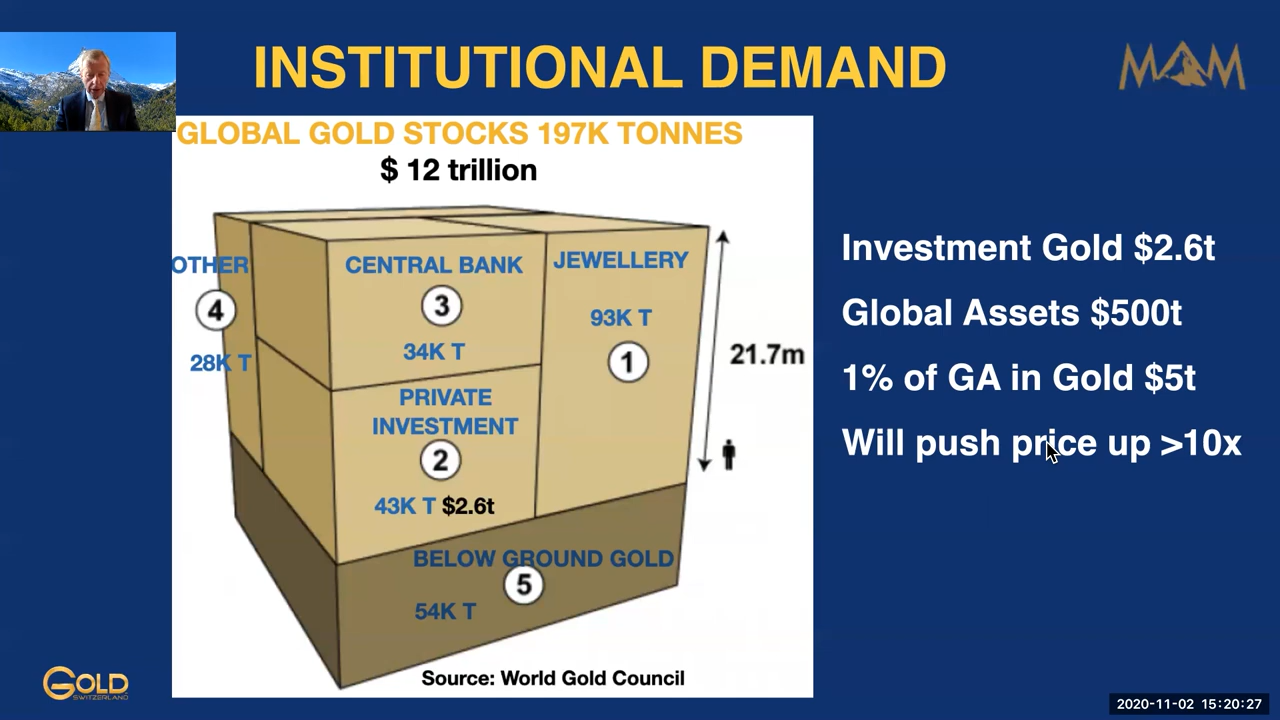 INSTITUTIONAL DEMAND
MAM
GLOBAL GOLD STOCKS 197K TONNES
$ 12 trillion
OTHER
4
28K T
CENTRAL BANK
3
34K T
JEWELLERY
93K T
1
21.7m
PRIVATE
INVESTMENT
2
43K T $2.6t
BELOW GROUND GOLD
5
54K T
Source: World Gold Council
Investment Gold $2.6t
Global Assets $500t
1% of GA in Gold $5t
Will push price up >10x
GOLD
SWITZERLAND
2020-11-02 15:20:27